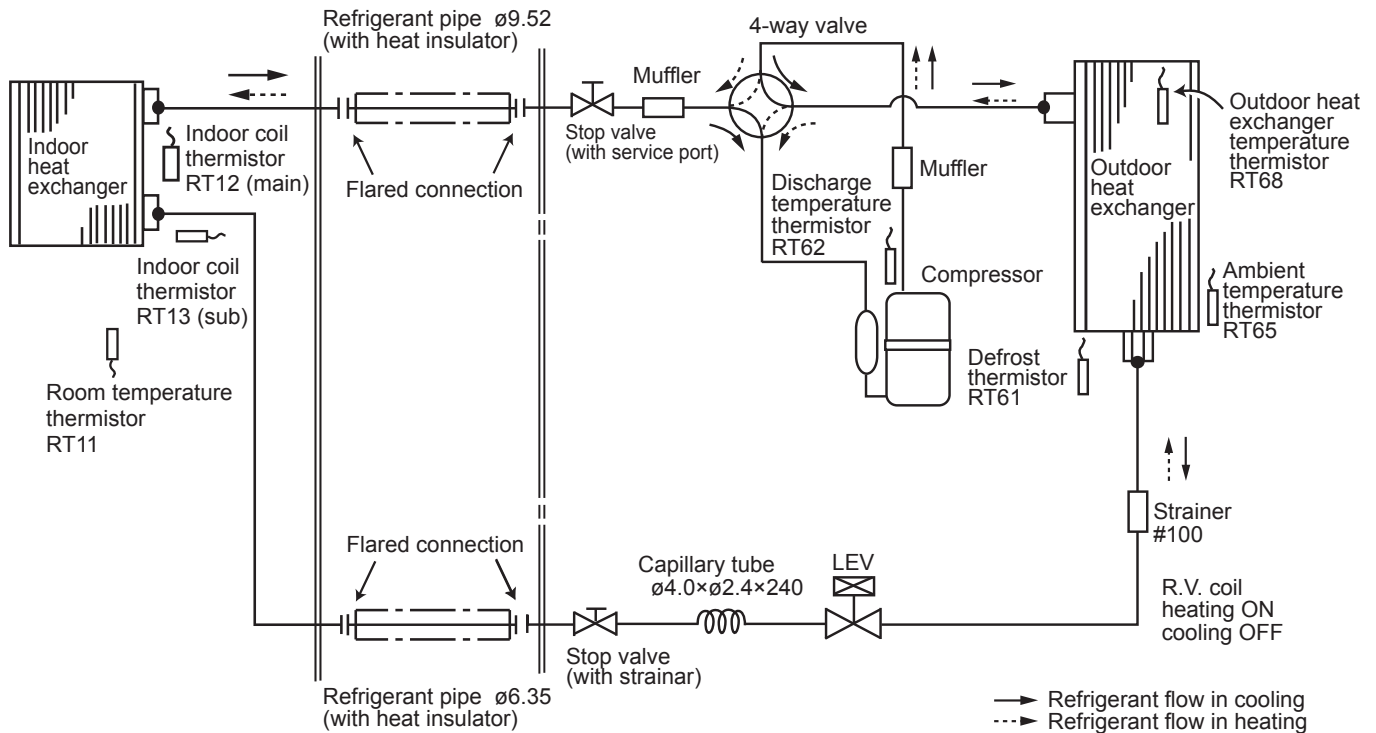 Refrigerant pipe ø9.52
(with heat insulator)
4-way valve
Muffler
Stop valve
(with service port)
Indoor
heat
exchanger
Indoor coil
thermistor
RT12 (main)
Flared connection
Discharge
temperature
thermistor
RT62
Muffler
Outdoor
heat
exchanger
Outdoor heat
exchanger
temperature
thermistor
RT68
Indoor coil
thermistor
RT13 (sub)
Compressor
Ambient
temperature
thermistor
RT65
Room temperature
thermistor
RT11
Defrost
thermistor
RT61
Strainer
#100
Flared connection
Capillary tube
ø4.0×ø2.4×240
LEV
R.V. coil
heating ON
cooling OFF
Stop valve
(with strainar)
Refrigerant pipe ø6.35
(with heat insulator)
Refrigerant flow in cooling
Refrigerant flow in heating